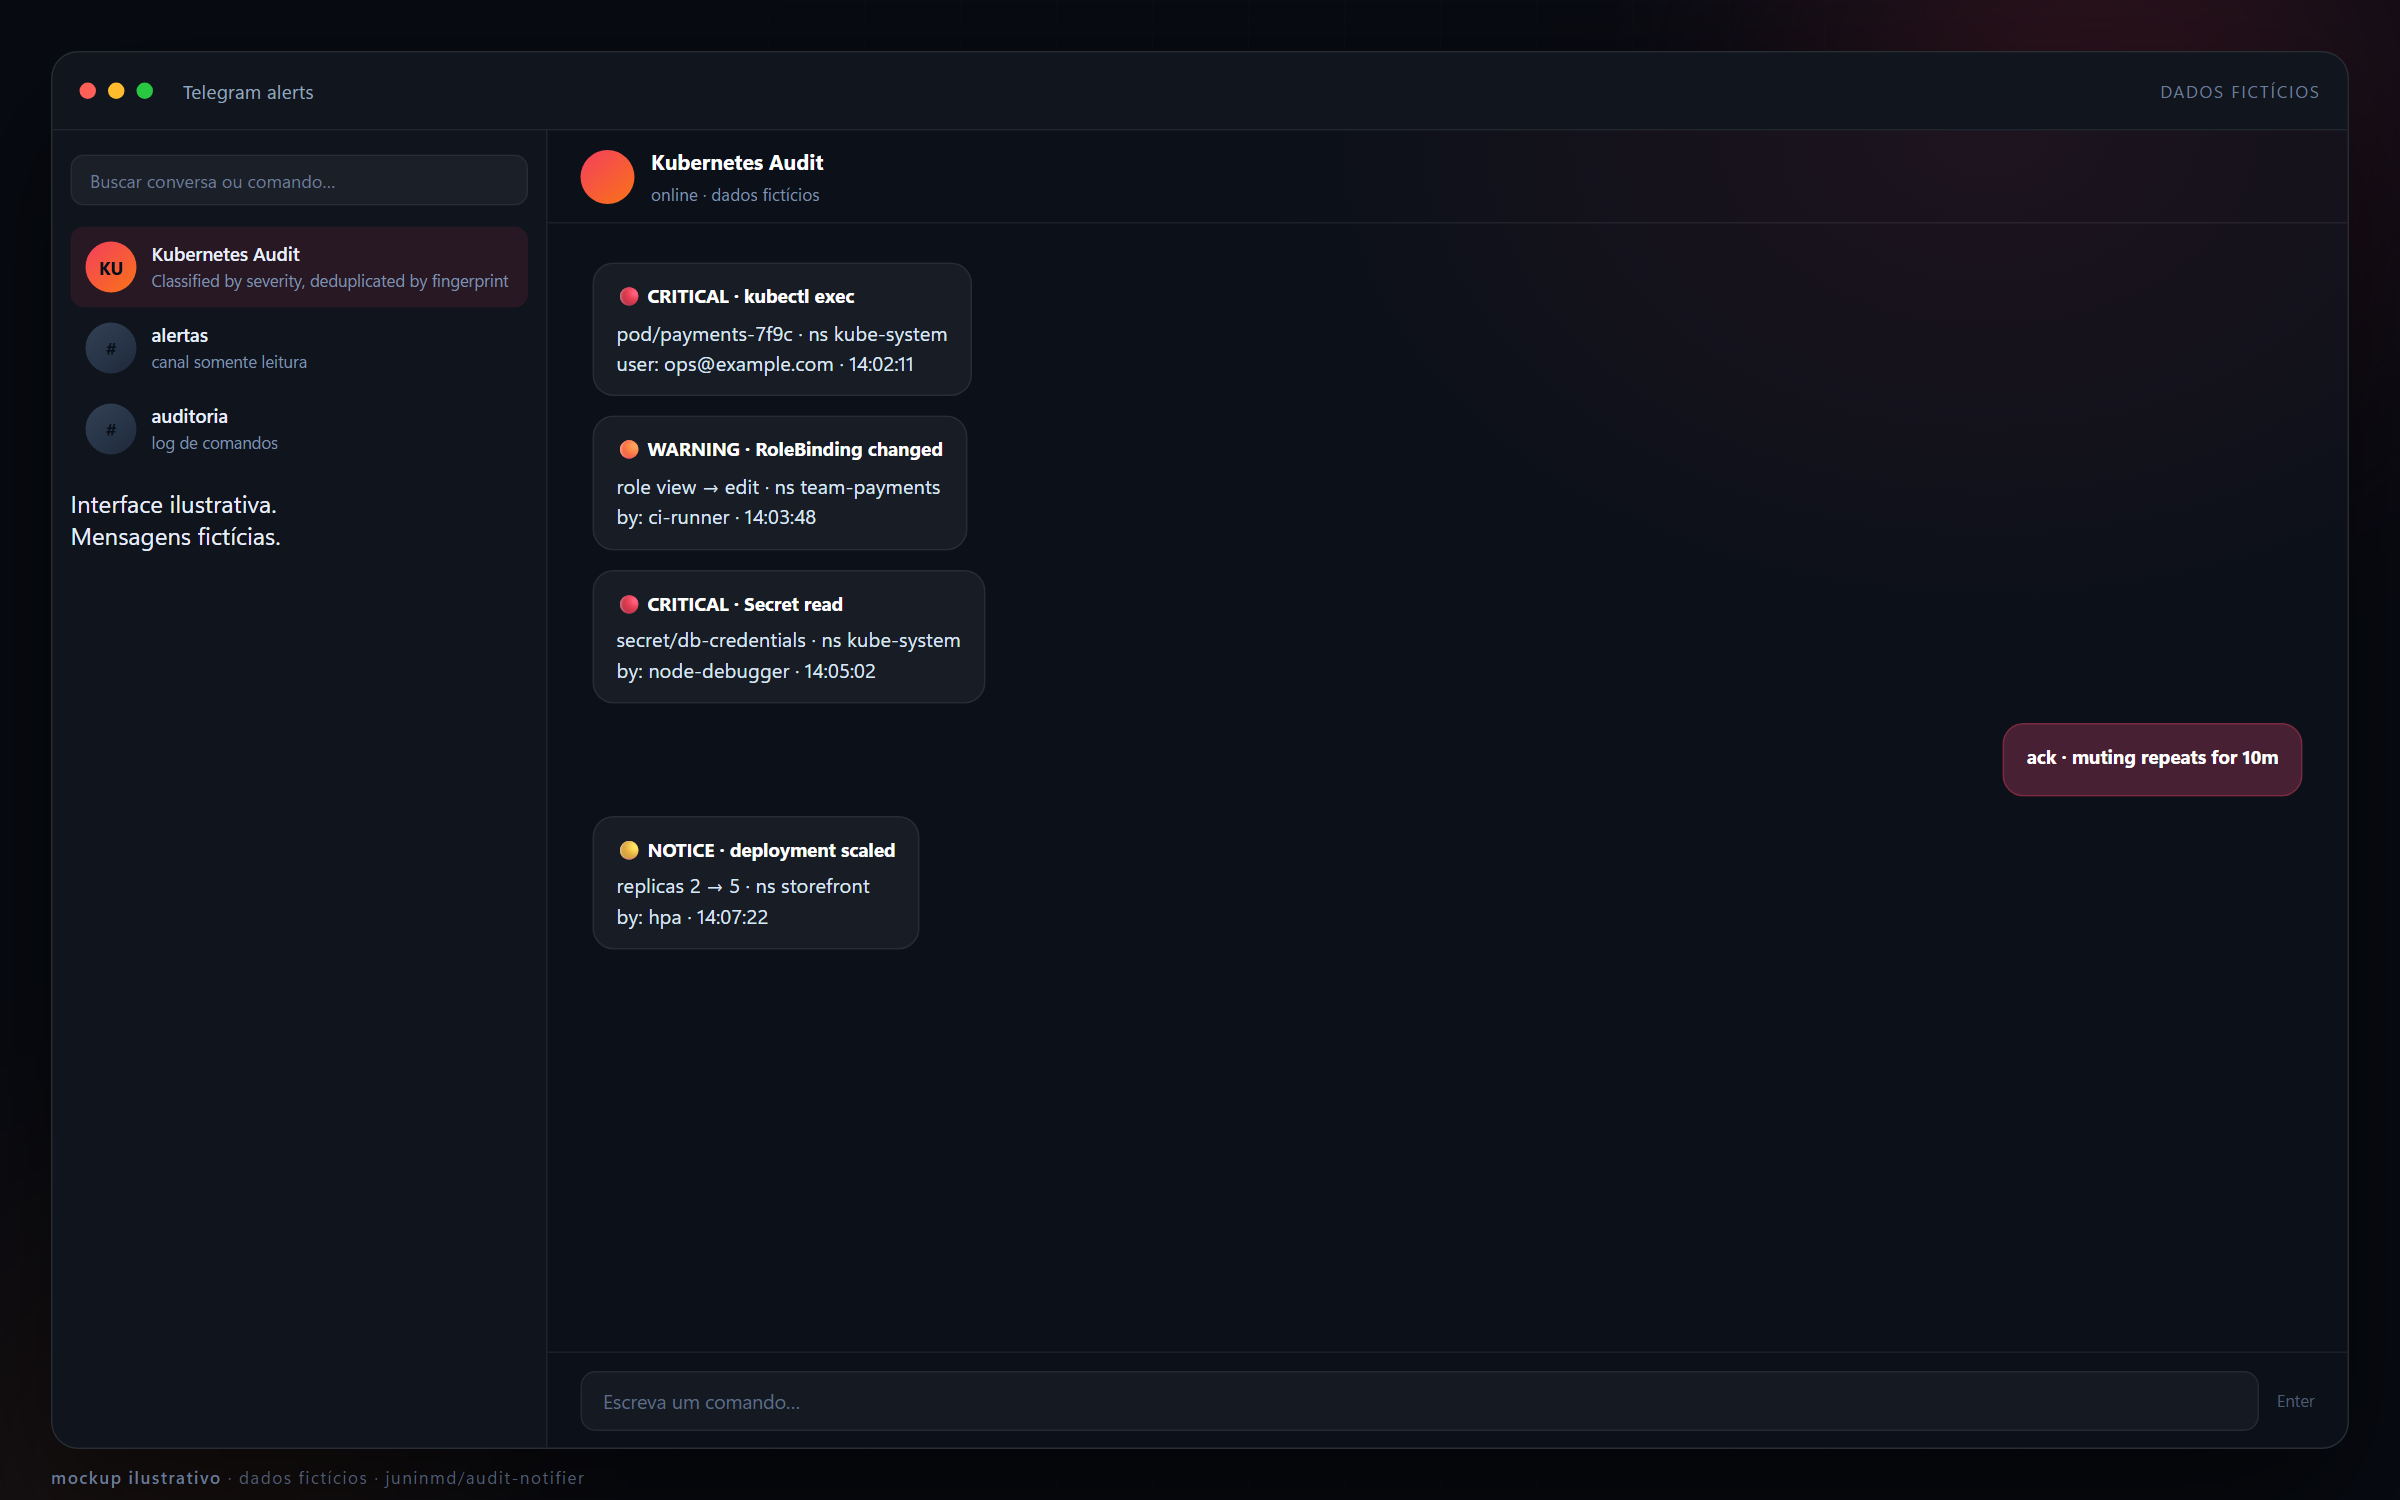 Telegram alerts
DADOS FICTÍCIOS
Buscar conversa ou comando...
KU
Kubernetes Audit
Classified by severity, deduplicated by fingerprint
#
alertas
canal somente leitura
#
auditoria
log de comandos
Interface ilustrativa.
Mensagens fictícias.
Kubernetes Audit
online · dados fictícios
CRITICAL · kubectl exec
pod/payments-7f9c · ns kube-system
user: ops@example.com · 14:02:11
WARNING · RoleBinding changed
role view → edit · ns team-payments
by: ci-runner · 14:03:48
CRITICAL · Secret read
secret/db-credentials · ns kube-system
by: node-debugger · 14:05:02
ack · muting repeats for 10m
NOTICE · deployment scaled
replicas 2 → 5 · ns storefront
by: hpa · 14:07:22
Escreva um comando...
Enter
mockup ilustrativo · dados fictícios · juninmd/audit-notifier